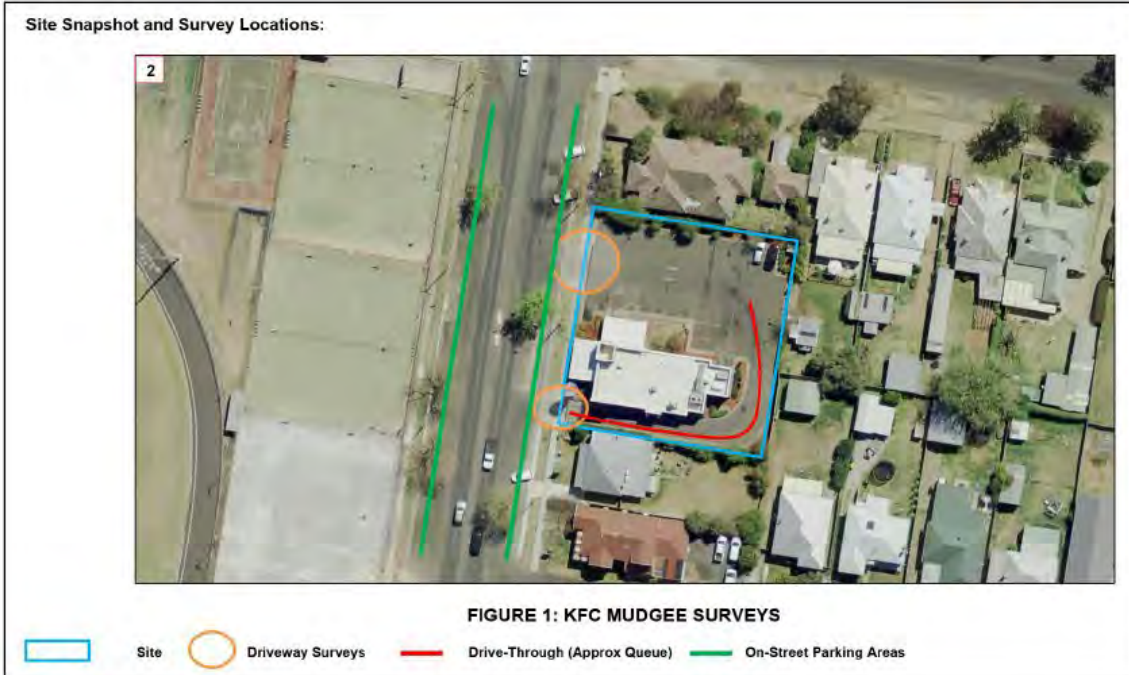 Site Snapshot and Survey Locations:
2
FIGURE 1: KFC MUDGEE SURVEYS
Site
Driveway Surveys
Drive-Through (Approx Queue)
On-Street Parking Areas